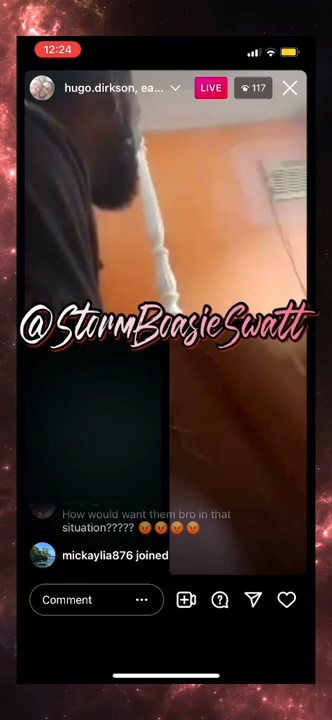 12:24
hugo.dirkson, ea...
LIVE
117
@StormBoasieSwatt
How would want them bro in that
situation????? 😡😡😡😡
mickaylia876 joined
Comment